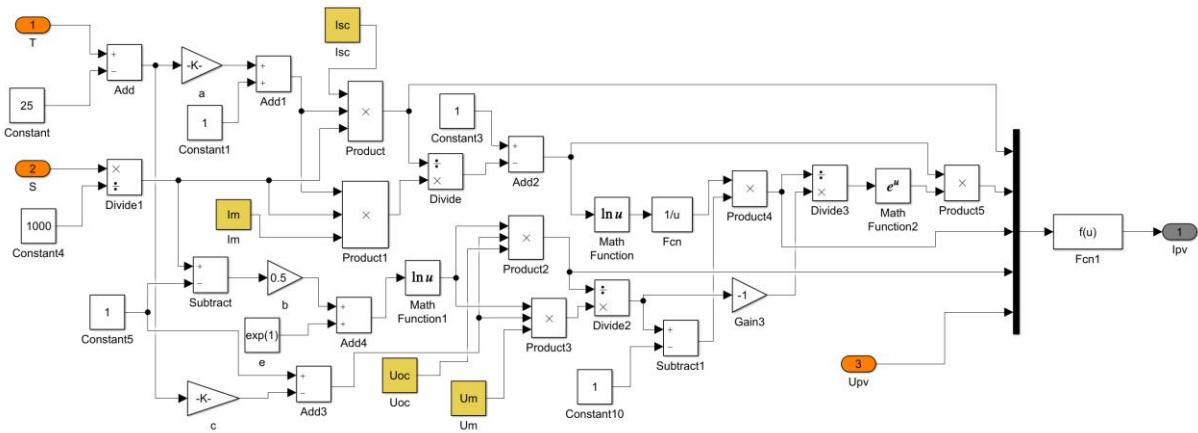 Isc
Isc
1
T
+
−
Add
-K-
a
+
+
Add1
25
Constant
1
Constant1
×
Product
1
Constant3
+
−
Add2
2
S
×
÷
Divide1
1000
Constant4
Im
Im
×
Product1
÷
×
Divide
ln u
Math
Function
1/u
Fcn
×
Product4
÷
×
Divide3
e^u
Math
Function2
×
Product5
f(u)
Fcn1
1
Ipv
+
−
Subtract
0.5
b
1
Constant5
exp(1)
e
+
+
Add4
ln u
Math
Function1
×
Product2
×
Product3
÷
×
Divide2
-1
Gain3
+
−
Subtract1
3
Upv
-K-
c
+
−
Add3
Uoc
Uoc
Um
Um
1
Constant10